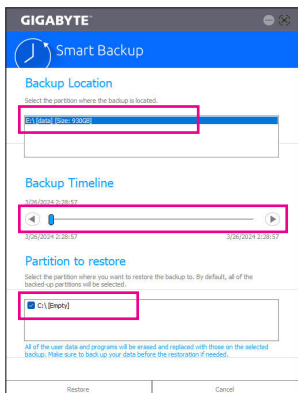 GIGABYTE™
Smart Backup
Backup Location
Select the partition where the backup is located.
E:\ [data] [Size: 930GB]
Backup Timeline
3/26/2024 2:28:57
3/26/2024 2:28:57 3/26/2024 2:28:57
Partition to restore
Select the partition where you want to restore the backup to. By default, all of the
backed-up partitions will be selected.
C:\ [Empty]
All of the user data and programs will be erased and replaced with those on the selected
backup. Make sure to back up your data before the restoration if needed.
Restore Cancel